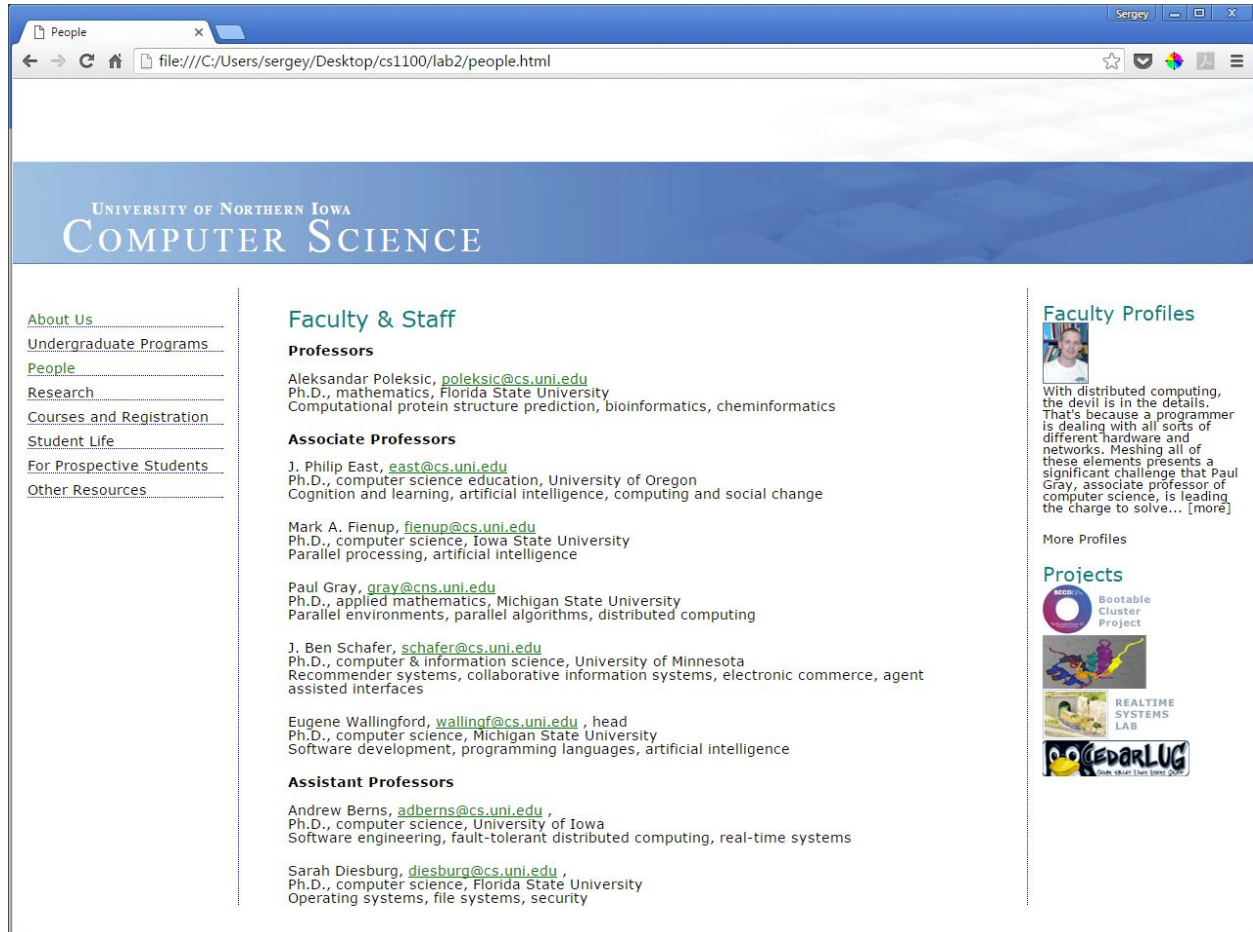 Sergey
People
file:///C:/Users/sergey/Desktop/cs1100/lab2/people.html
University of Northern Iowa
Computer Science
About Us
Undergraduate Programs
People
Research
Courses and Registration
Student Life
For Prospective Students
Other Resources
Faculty & Staff
Professors
Aleksandar Poleksic, poleksic@cs.uni.edu
Ph.D., mathematics, Florida State University
Computational protein structure prediction, bioinformatics, cheminformatics
Associate Professors
J. Philip East, east@cs.uni.edu
Ph.D., computer science education, University of Oregon
Cognition and learning, artificial intelligence, computing and social change
Mark A. Fienup, fienup@cs.uni.edu
Ph.D., computer science, Iowa State University
Parallel processing, artificial intelligence
Paul Gray, gray@cns.uni.edu
Ph.D., applied mathematics, Michigan State University
Parallel environments, parallel algorithms, distributed computing
J. Ben Schafer, schafer@cs.uni.edu
Ph.D., computer & information science, University of Minnesota
Recommender systems, collaborative information systems, electronic commerce, agent
assisted interfaces
Eugene Wallingford, wallingf@cs.uni.edu , head
Ph.D., computer science, Michigan State University
Software development, programming languages, artificial intelligence
Assistant Professors
Andrew Berns, adberns@cs.uni.edu ,
Ph.D., computer science, University of Iowa
Software engineering, fault-tolerant distributed computing, real-time systems
Sarah Diesburg, diesburg@cs.uni.edu ,
Ph.D., computer science, Florida State University
Operating systems, file systems, security
Faculty Profiles
With distributed computing,
the devil is in the details.
That's because a programmer
is dealing with all sorts of
different hardware and
networks. Meshing all of
these elements presents a
significant challenge that Paul
Gray, associate professor of
computer science, is leading
the charge to solve... [more]
More Profiles
Projects
Bootable
Cluster
Project
REALTIME
SYSTEMS
LAB
CEDARLUG